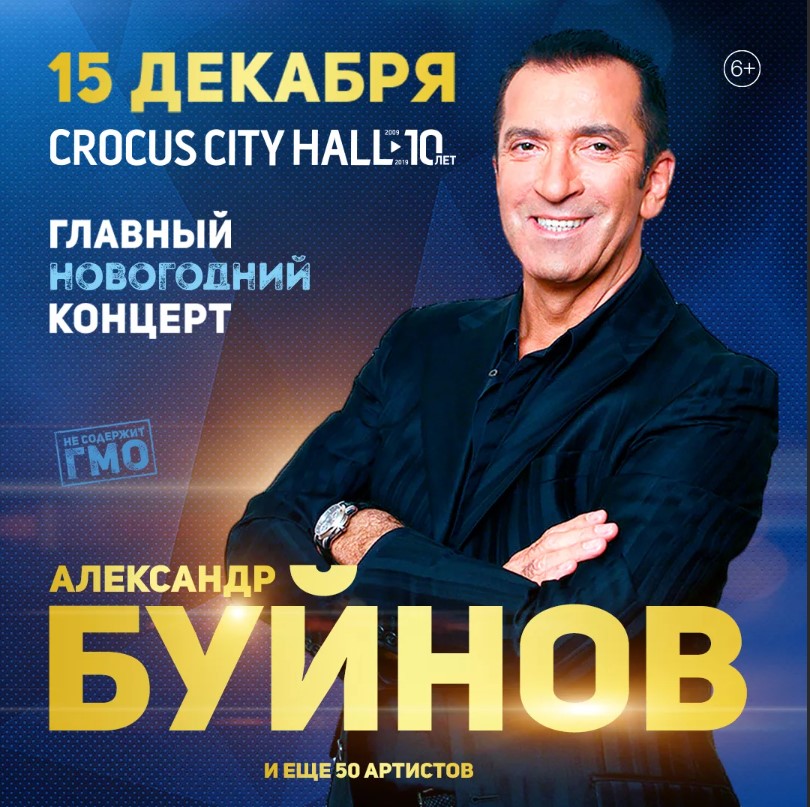 15 ДЕКАБРЯ
6+
CROCUS CITY HALL 2009 2019 10 ЛЕТ
ГЛАВНЫЙ
НОВОГОДНИЙ
КОНЦЕРТ
НЕ СОДЕРЖИТ
ГМО
АЛЕКСАНДР
БУЙНОВ
И ЕЩЕ 50 АРТИСТОВ